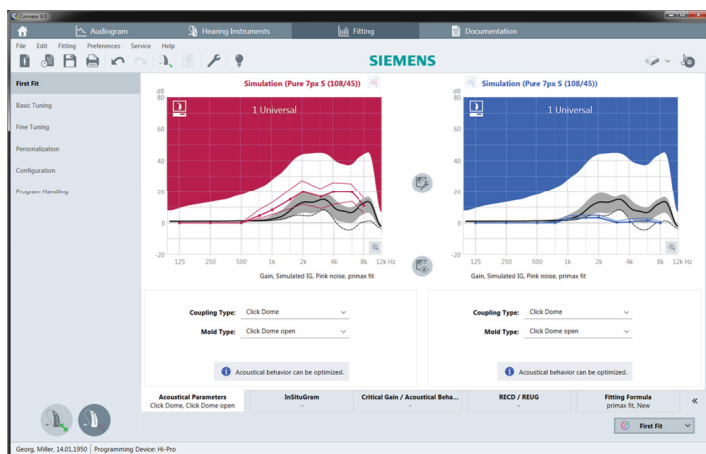 Connexx 8.0
Audiogram
Hearing Instruments
Fitting
Documentation
File Edit Fitting Preferences Service Help
SIEMENS
First Fit
Basic Tuning
Fine Tuning
Personalization
Configuration
Program Handling
Simulation (Pure 7px S (108/45))
dB
80
60
40
20
0
-20
1 Universal
125 250 500 1k 2k 4k 8k 12k Hz
Gain, Simulated IG, Pink noise, primax fit
Simulation (Pure 7px S (108/45))
dB
80
60
40
20
0
-20
1 Universal
125 250 500 1k 2k 4k 8k 12k Hz
Gain, Simulated IG, Pink noise, primax fit
Coupling Type: Click Dome
Mold Type: Click Dome open
Acoustical behavior can be optimized.
Coupling Type: Click Dome
Mold Type: Click Dome open
Acoustical behavior can be optimized.
Acoustical Parameters
Click Dome, Click Dome open
InSituGram
-
Critical Gain / Acoustical Beha...
-
RECD / REUG
-
Fitting Formula
primax fit, New
«
First Fit
Georg, Miller, 14.01.1950 Programming Device: Hi-Pro